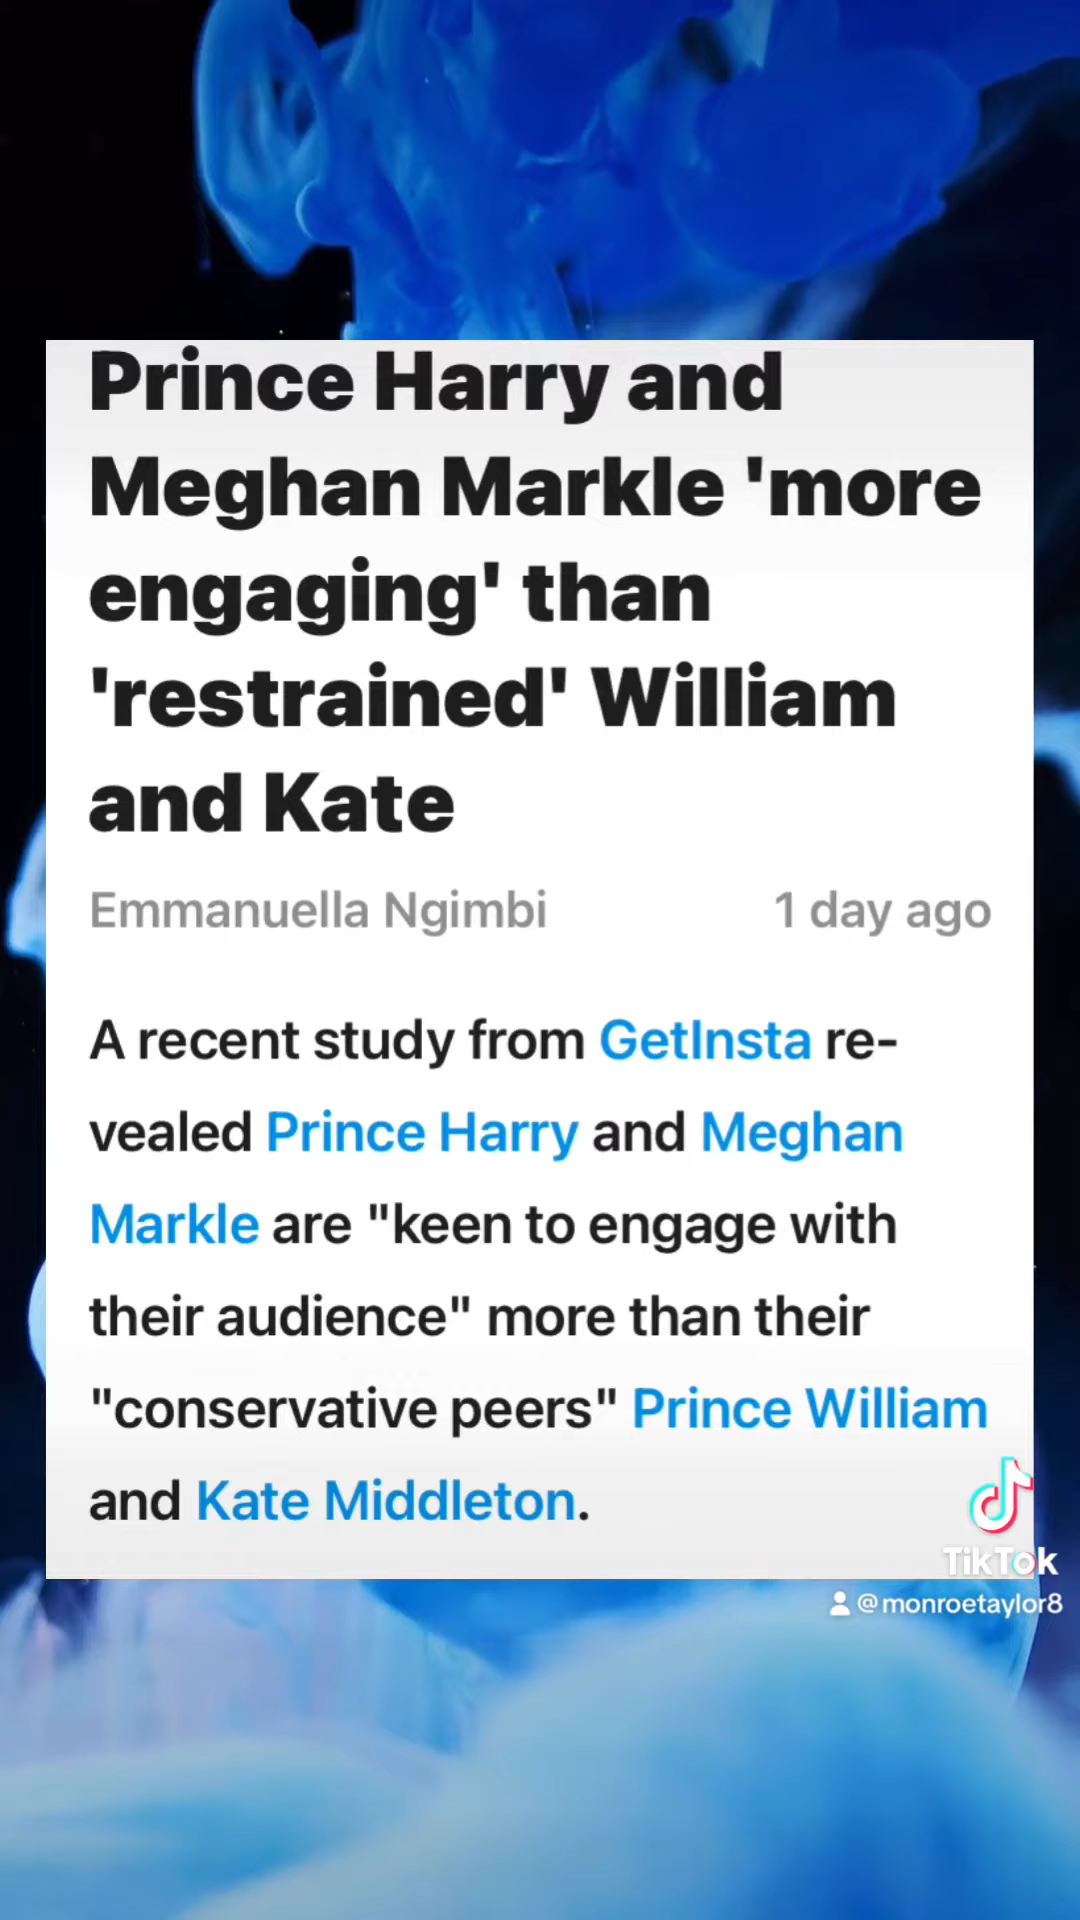 Prince Harry and
Meghan Markle 'more
engaging' than
'restrained' William
and Kate
Emmanuella Ngimbi 1 day ago
A recent study from GetInsta re-
vealed Prince Harry and Meghan
Markle are "keen to engage with
their audience" more than their
"conservative peers" Prince William
and Kate Middleton.
TikTok
@monroetaylor8